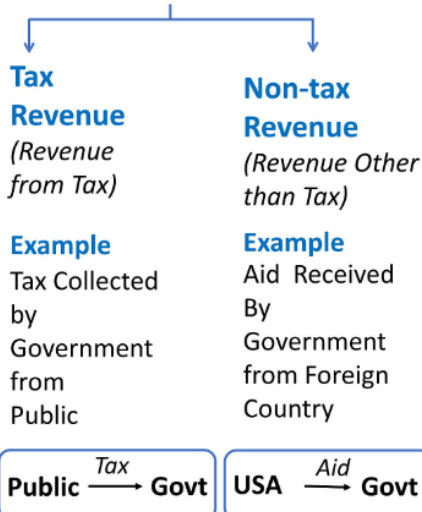 Tax
Revenue
(Revenue
from Tax)
Example
Tax Collected
by
Government
from
Public
Public Tax Govt
Non-tax
Revenue
(Revenue Other
than Tax)
Example
Aid Received
By
Government
from Foreign
Country
USA Aid Govt